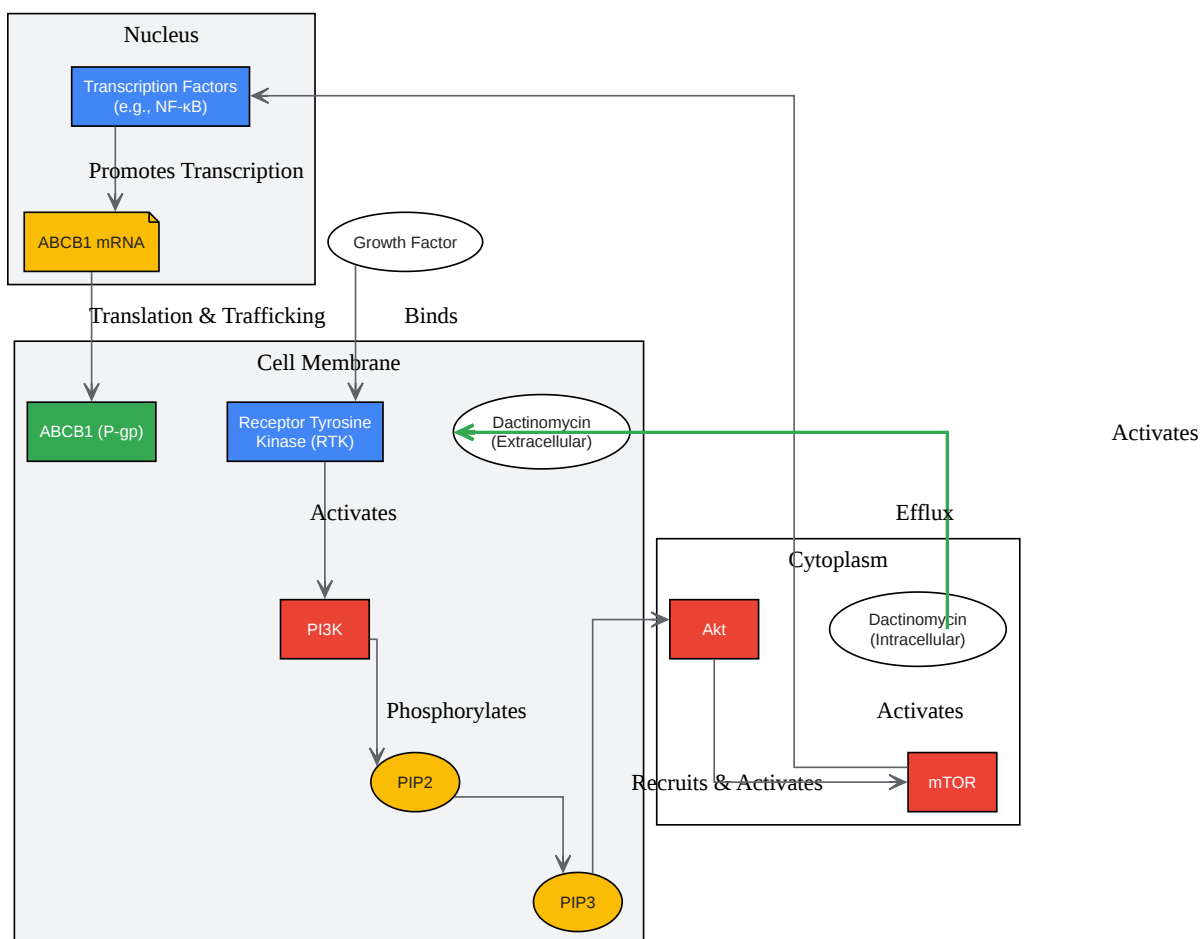 Nucleus
Transcription Factors
(e.g., NF-κB)
Promotes Transcription
ABCB1 mRNA
Growth Factor
Translation & Trafficking
Binds
Cell Membrane
ABCB1 (P-gp)
Receptor Tyrosine
Kinase (RTK)
Dactinomycin
(Extracellular)
Activates
Activates
Efflux
Cytoplasm
PI3K
Akt
Dactinomycin
(Intracellular)
Phosphorylates
Activates
PIP2
Recruits & Activates
mTOR
PIP3